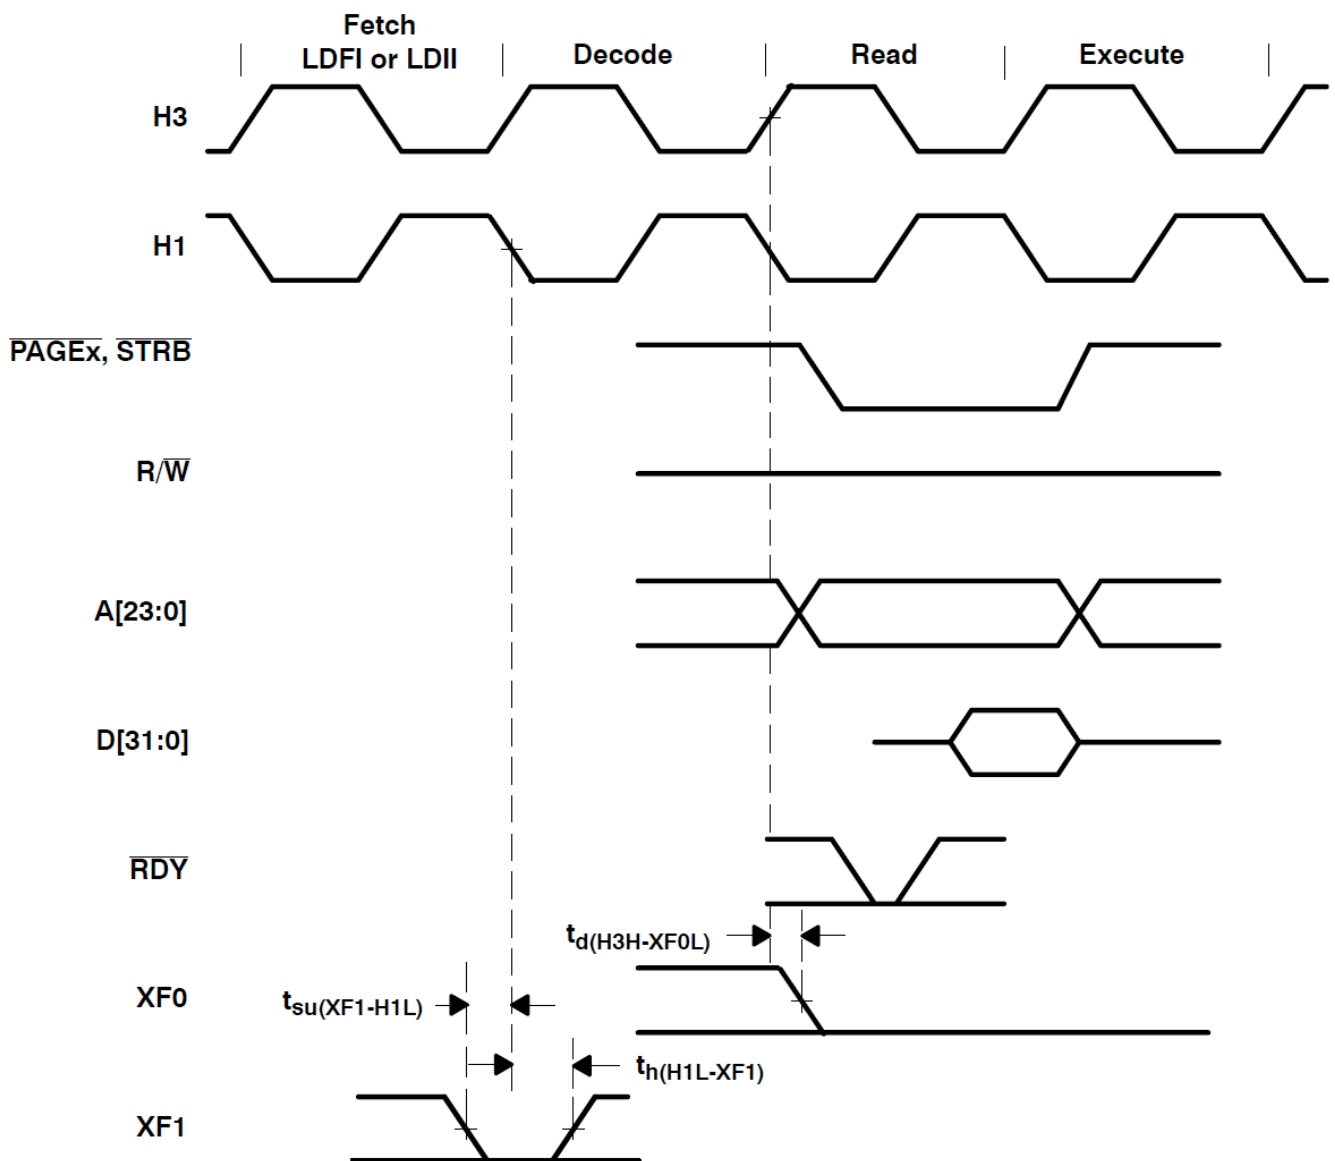 Fetch
LDFI or LDII
Decode
Read
Execute
H3
H1
PAGEx, STRB
R/W
A[23:0]
D[31:0]
RDY
td(H3H-XF0L)
XF0
tsu(XF1-H1L)
th(H1L-XF1)
XF1